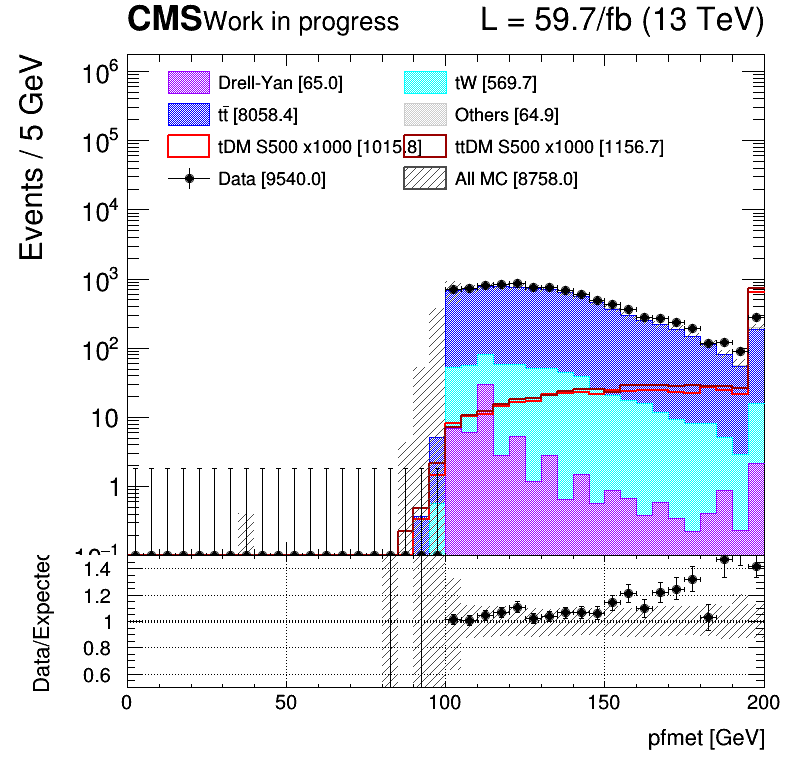 CMS Work in progress L = 59.7/fb (13 TeV)
Events / 5 GeV
10⁶
10⁵
10⁴
10³
10²
10
1
10⁻¹
Drell-Yan [65.0] tW [569.7]
tt̄ [8058.4] Others [64.9]
tDM S500 x1000 [1015.8] ttDM S500 x1000 [1156.7]
Data [9540.0] All MC [8758.0]
Data/Expected
1.4
1.2
1
0.8
0.6
0 50 100 150 200
pfmet [GeV]